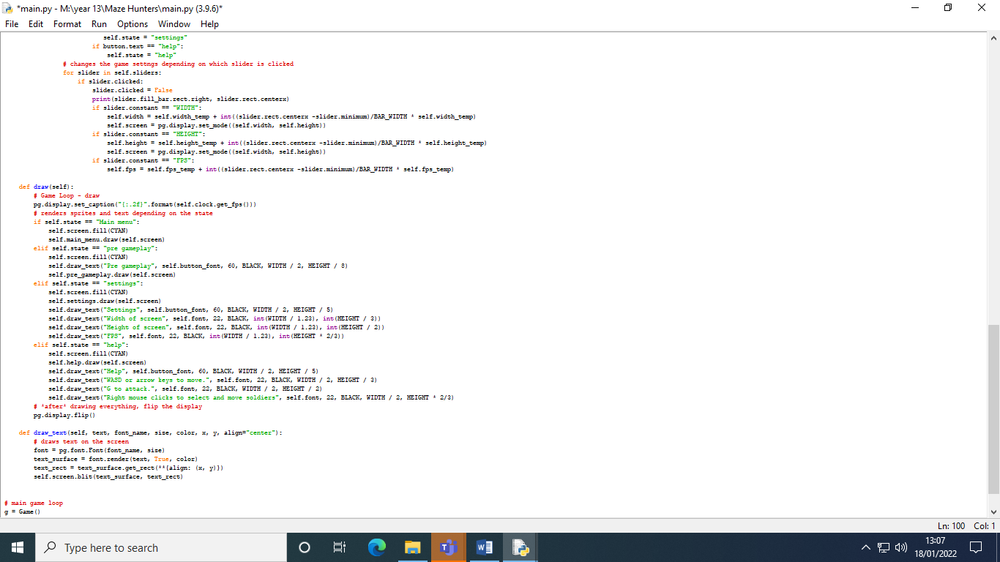 *main.py - M:\year 13\Maze Hunters\main.py (3.9.6)*
File Edit Format Run Options Window Help
                           self.state = "settings"
                        if button.text == "help":
                            self.state = "help"
                # changes the game settngs depending on which slider is clicked
                for slider in self.sliders:
                    if slider.clicked:
                        slider.clicked = False
                        print(slider.fill_bar.rect.right, slider.rect.centerx)
                        if slider.constant == "WIDTH":
                            self.width = self.width_temp + int((slider.rect.centerx -slider.minimum)/BAR_WIDTH * self.width_temp)
                            self.screen = pg.display.set_mode((self.width, self.height))
                        if slider.constant == "HEIGHT":
                            self.height = self.height_temp + int((slider.rect.centerx -slider.minimum)/BAR_WIDTH * self.height_temp)
                            self.screen = pg.display.set_mode((self.width, self.height))
                        if slider.constant == "FPS":
                            self.fps = self.fps_temp + int((slider.rect.centerx -slider.minimum)/BAR_WIDTH * self.fps_temp)
    def draw(self):
        # Game Loop - draw
        pg.display.set_caption("{:.2f}".format(self.clock.get_fps()))
        # renders sprites and text depending on the state
        if self.state == "Main menu":
            self.screen.fill(CYAN)
            self.main_menu.draw(self.screen)
        elif self.state == "pre gameplay":
            self.screen.fill(CYAN)
            self.draw_text("Pre gameplay", self.button_font, 60, BLACK, WIDTH / 2, HEIGHT / 8)
            self.pre_gameplay.draw(self.screen)
        elif self.state == "settings":
            self.screen.fill(CYAN)
            self.settings.draw(self.screen)
            self.draw_text("Settings", self.button_font, 60, BLACK, WIDTH / 2, HEIGHT / 5)
            self.draw_text("Width of screen", self.font, 22, BLACK, int(WIDTH / 1.23), int(HEIGHT / 3))
            self.draw_text("Height of screen", self.font, 22, BLACK, int(WIDTH / 1.23), int(HEIGHT / 2))
            self.draw_text("FPS", self.font, 22, BLACK, int(WIDTH / 1.23), int(HEIGHT * 2/3))
        elif self.state == "help":
            self.screen.fill(CYAN)
            self.help.draw(self.screen)
            self.draw_text("Help", self.button_font, 60, BLACK, WIDTH / 2, HEIGHT / 5)
            self.draw_text("WASD or arrow keys to move.", self.font, 22, BLACK, WIDTH / 2, HEIGHT / 3)
            self.draw_text("G to attack.", self.font, 22, BLACK, WIDTH / 2, HEIGHT / 2)
            self.draw_text("Right mouse clicks to select and move soldiers", self.font, 22, BLACK, WIDTH / 2, HEIGHT * 2/3)
        # *after* drawing everything, flip the display
        pg.display.flip()
    def draw_text(self, text, font_name, size, color, x, y, align="center"):
        # draws text on the screen
        font = pg.font.Font(font_name, size)
        text_surface = font.render(text, True, color)
        text_rect = text_surface.get_rect(**{align: (x, y)})
        self.screen.blit(text_surface, text_rect)
# main game loop
g = Game()
Ln: 100 Col: 1
Type here to search
13:07
18/01/2022